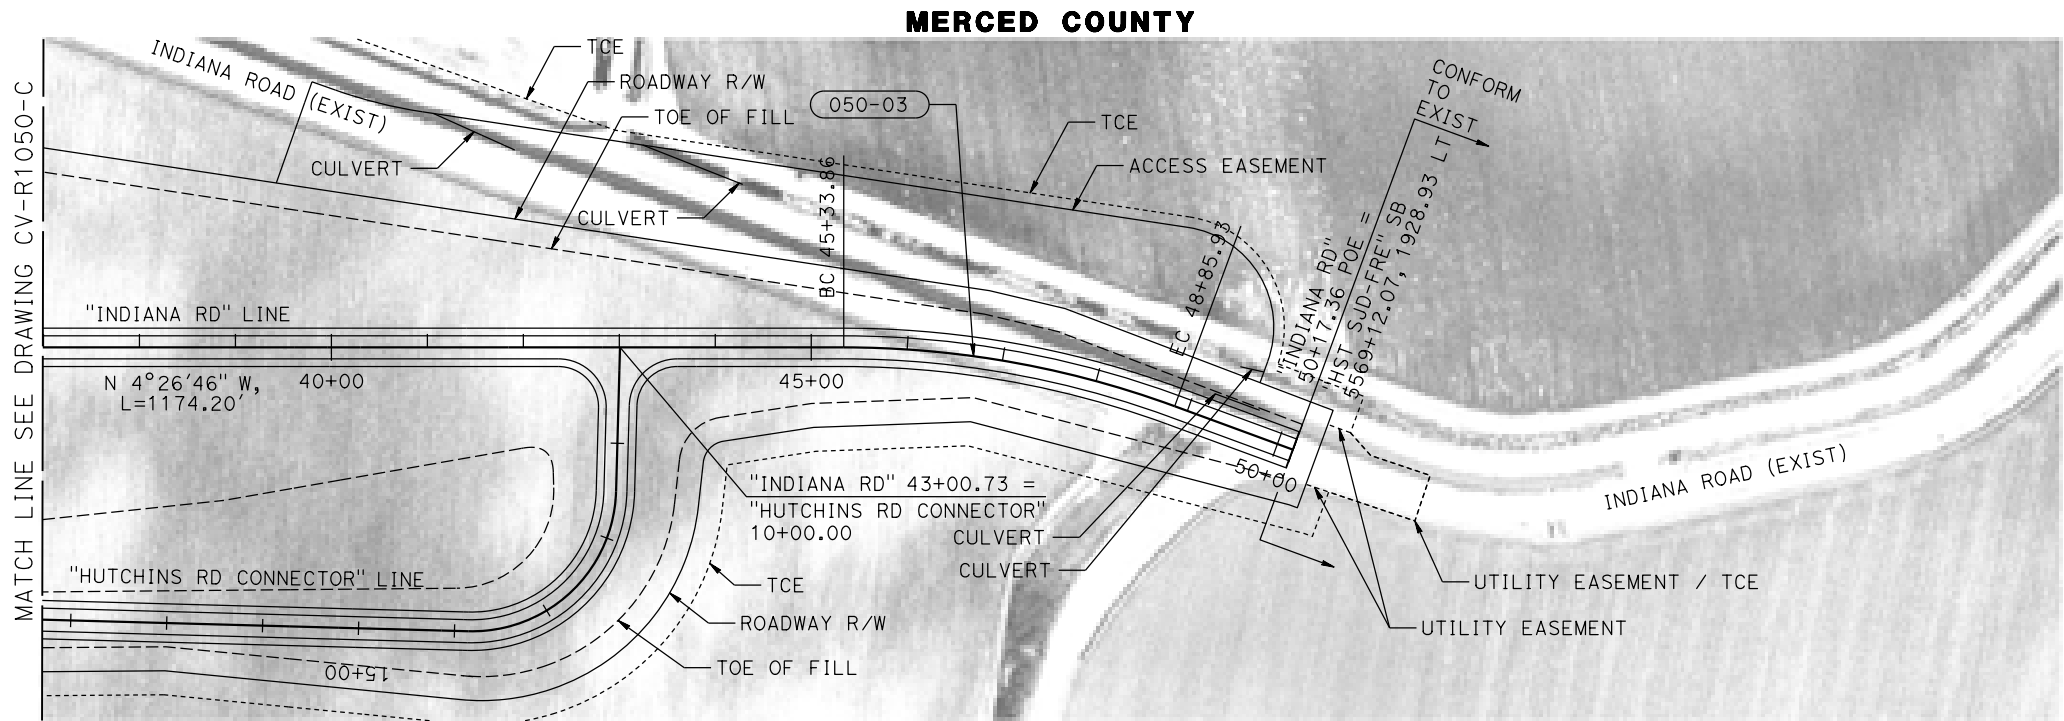 MERCED COUNTY
MATCH LINE SEE DRAWING CV-R1050-C
INDIANA ROAD (EXIST)
TCE
ROADWAY R/W
TOE OF FILL
050-03
TCE
ACCESS EASEMENT
CONFORM
TO
EXIST
CULVERT
CULVERT
BC 45+33.86
EC 48+85.93
"INDIANA RD"
50+17.36 POE =
"HST SJD-FRE" SB
5569+12.07, 1928.93 LT
"INDIANA RD" LINE
N 4°26'46" W,
L=1174.20'
40+00
45+00
50+00
"INDIANA RD" 43+00.73 =
"HUTCHINS RD CONNECTOR"
10+00.00
CULVERT
CULVERT
INDIANA ROAD (EXIST)
"HUTCHINS RD CONNECTOR" LINE
TCE
ROADWAY R/W
TOE OF FILL
15+00
UTILITY EASEMENT / TCE
UTILITY EASEMENT